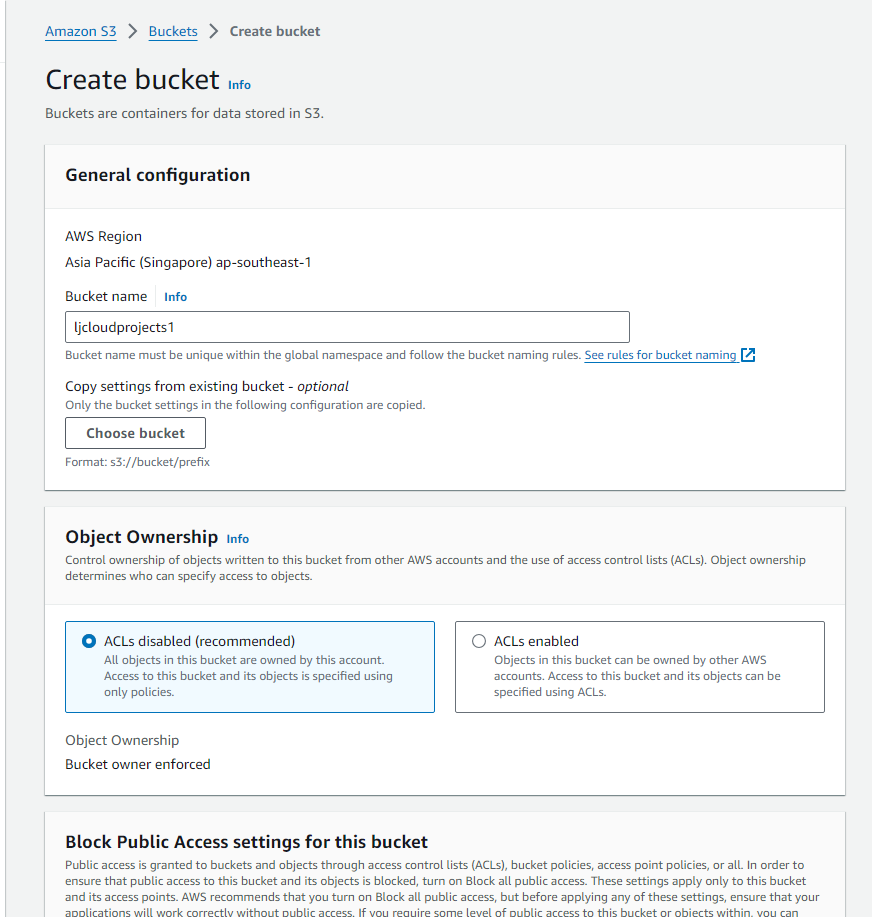 Amazon S3 > Buckets > Create bucket
Create bucket Info
Buckets are containers for data stored in S3.
General configuration
AWS Region
Asia Pacific (Singapore) ap-southeast-1
Bucket name Info
ljcloudprojects1
Bucket name must be unique within the global namespace and follow the bucket naming rules. See rules for bucket naming
Copy settings from existing bucket - optional
Only the bucket settings in the following configuration are copied.
Choose bucket
Format: s3://bucket/prefix
Object Ownership Info
Control ownership of objects written to this bucket from other AWS accounts and the use of access control lists (ACLs). Object ownership
determines who can specify access to objects.
ACLs disabled (recommended)
All objects in this bucket are owned by this account.
Access to this bucket and its objects is specified using
only policies.
ACLs enabled
Objects in this bucket can be owned by other AWS
accounts. Access to this bucket and its objects can be
specified using ACLs.
Object Ownership
Bucket owner enforced
Block Public Access settings for this bucket
Public access is granted to buckets and objects through access control lists (ACLs), bucket policies, access point policies, or all. In order to
ensure that public access to this bucket and its objects is blocked, turn on Block all public access. These settings apply only to this bucket
and its access points. AWS recommends that you turn on Block all public access, but before applying any of these settings, ensure that your
applications will work correctly without public access. If you require some level of public access to this bucket or objects within, you can